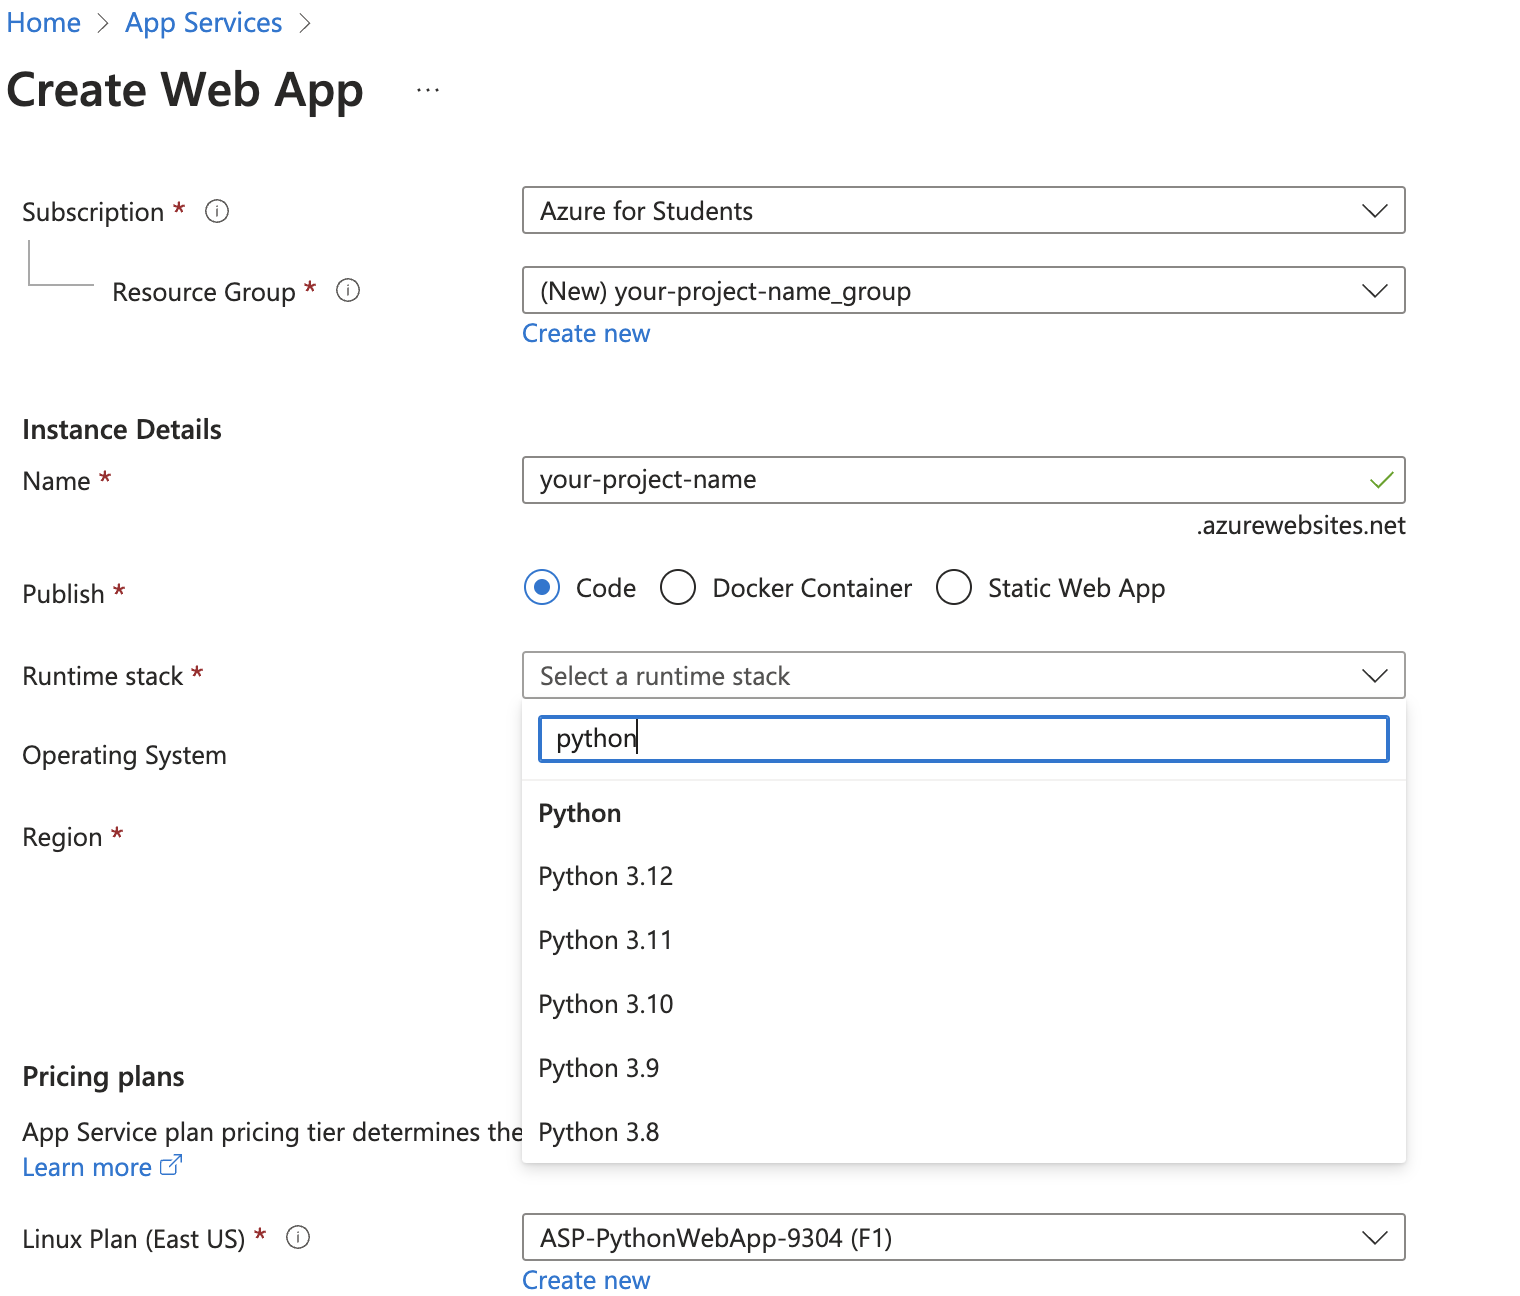 Home > App Services >
Create Web App ...
Subscription *
Azure for Students
Resource Group *
(New) your-project-name_group
Create new
Instance Details
Name *
your-project-name
.azurewebsites.net
Publish *
Code
Docker Container
Static Web App
Runtime stack *
Select a runtime stack
python
Operating System
Region *
Python
Python 3.12
Python 3.11
Python 3.10
Python 3.9
Python 3.8
Pricing plans
App Service plan pricing tier determines the
Learn more
Linux Plan (East US) *
ASP-PythonWebApp-9304 (F1)
Create new